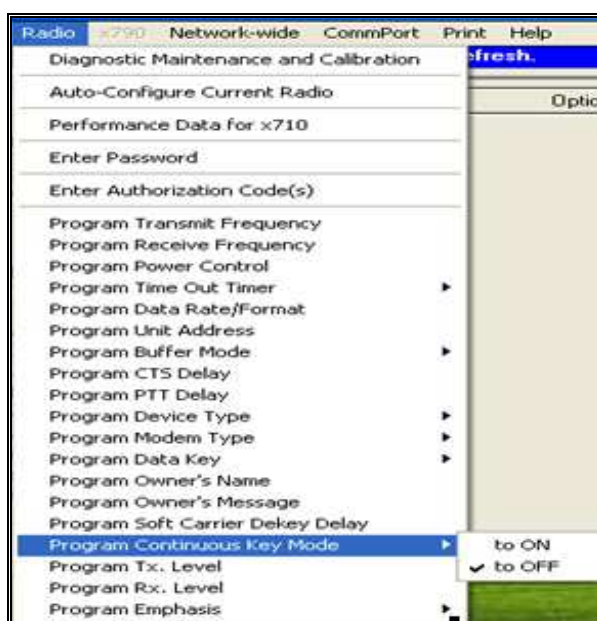 Radio x790 Network-wide CommPort Print Help
Diagnostic Maintenance and Calibration
efresh.
Auto-Configure Current Radio
Optio
Performance Data for x710
Enter Password
Enter Authorization Code(s)
Program Transmit Frequency
Program Receive Frequency
Program Power Control
Program Time Out Timer
Program Data Rate/Format
Program Unit Address
Program Buffer Mode
Program CTS Delay
Program PTT Delay
Program Device Type
Program Modem Type
Program Data Key
Program Owner's Name
Program Owner's Message
Program Soft Carrier Dekey Delay
Program Continuous Key Mode
to ON
to OFF
Program Tx. Level
Program Rx. Level
Program Emphasis